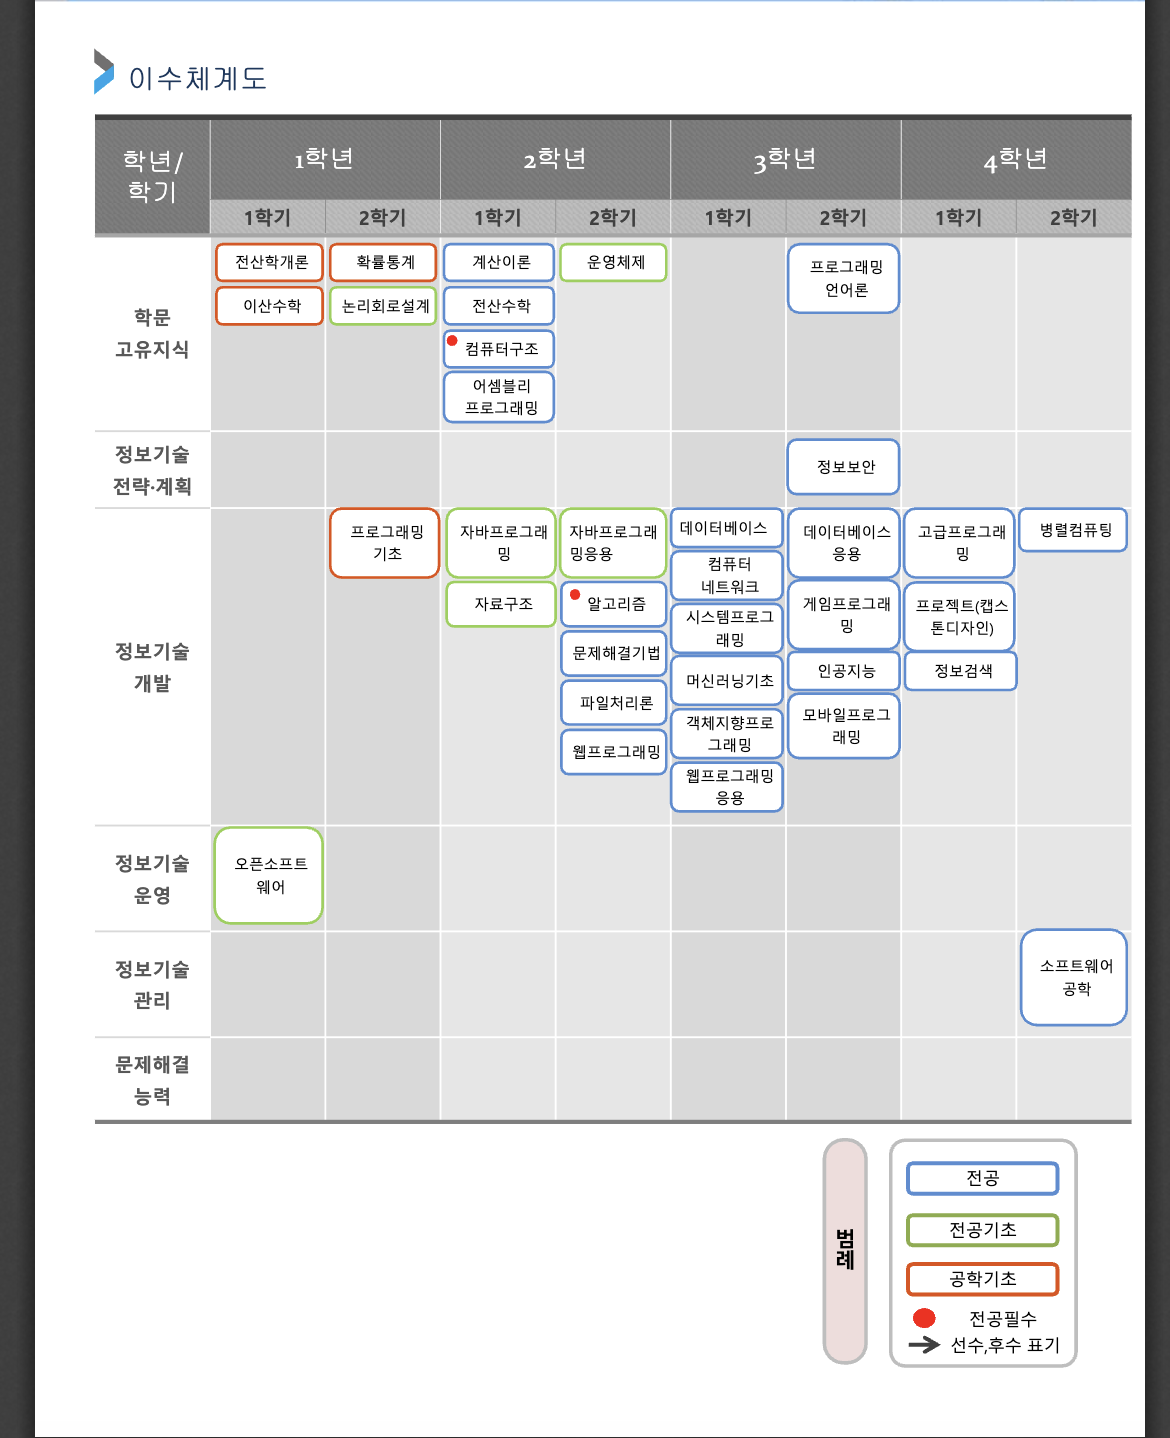 이수체계도
학년/
학기
1학년
2학년
3학년
4학년
1학기
2학기
1학기
2학기
1학기
2학기
1학기
2학기
학문
고유지식
전산학개론
이산수학
확률통계
논리회로설계
계산이론
전산수학
컴퓨터구조
어셈블리
프로그래밍
운영체제
프로그래밍
언어론
정보기술
전략·계획
정보보안
정보기술
개발
프로그래밍
기초
자바프로그래
밍
자료구조
자바프로그래
밍응용
알고리즘
문제해결기법
파일처리론
웹프로그래밍
데이터베이스
컴퓨터
네트워크
시스템프로그
래밍
머신러닝기초
객체지향프로
그래밍
웹프로그래밍
응용
데이터베이스
응용
게임프로그래
밍
인공지능
모바일프로그
래밍
고급프로그래
밍
프로젝트(캡스
톤디자인)
정보검색
병렬컴퓨팅
정보기술
운영
오픈소프트
웨어
정보기술
관리
소프트웨어
공학
문제해결
능력
범례
전공
전공기초
공학기초
전공필수
선수,후수 표기